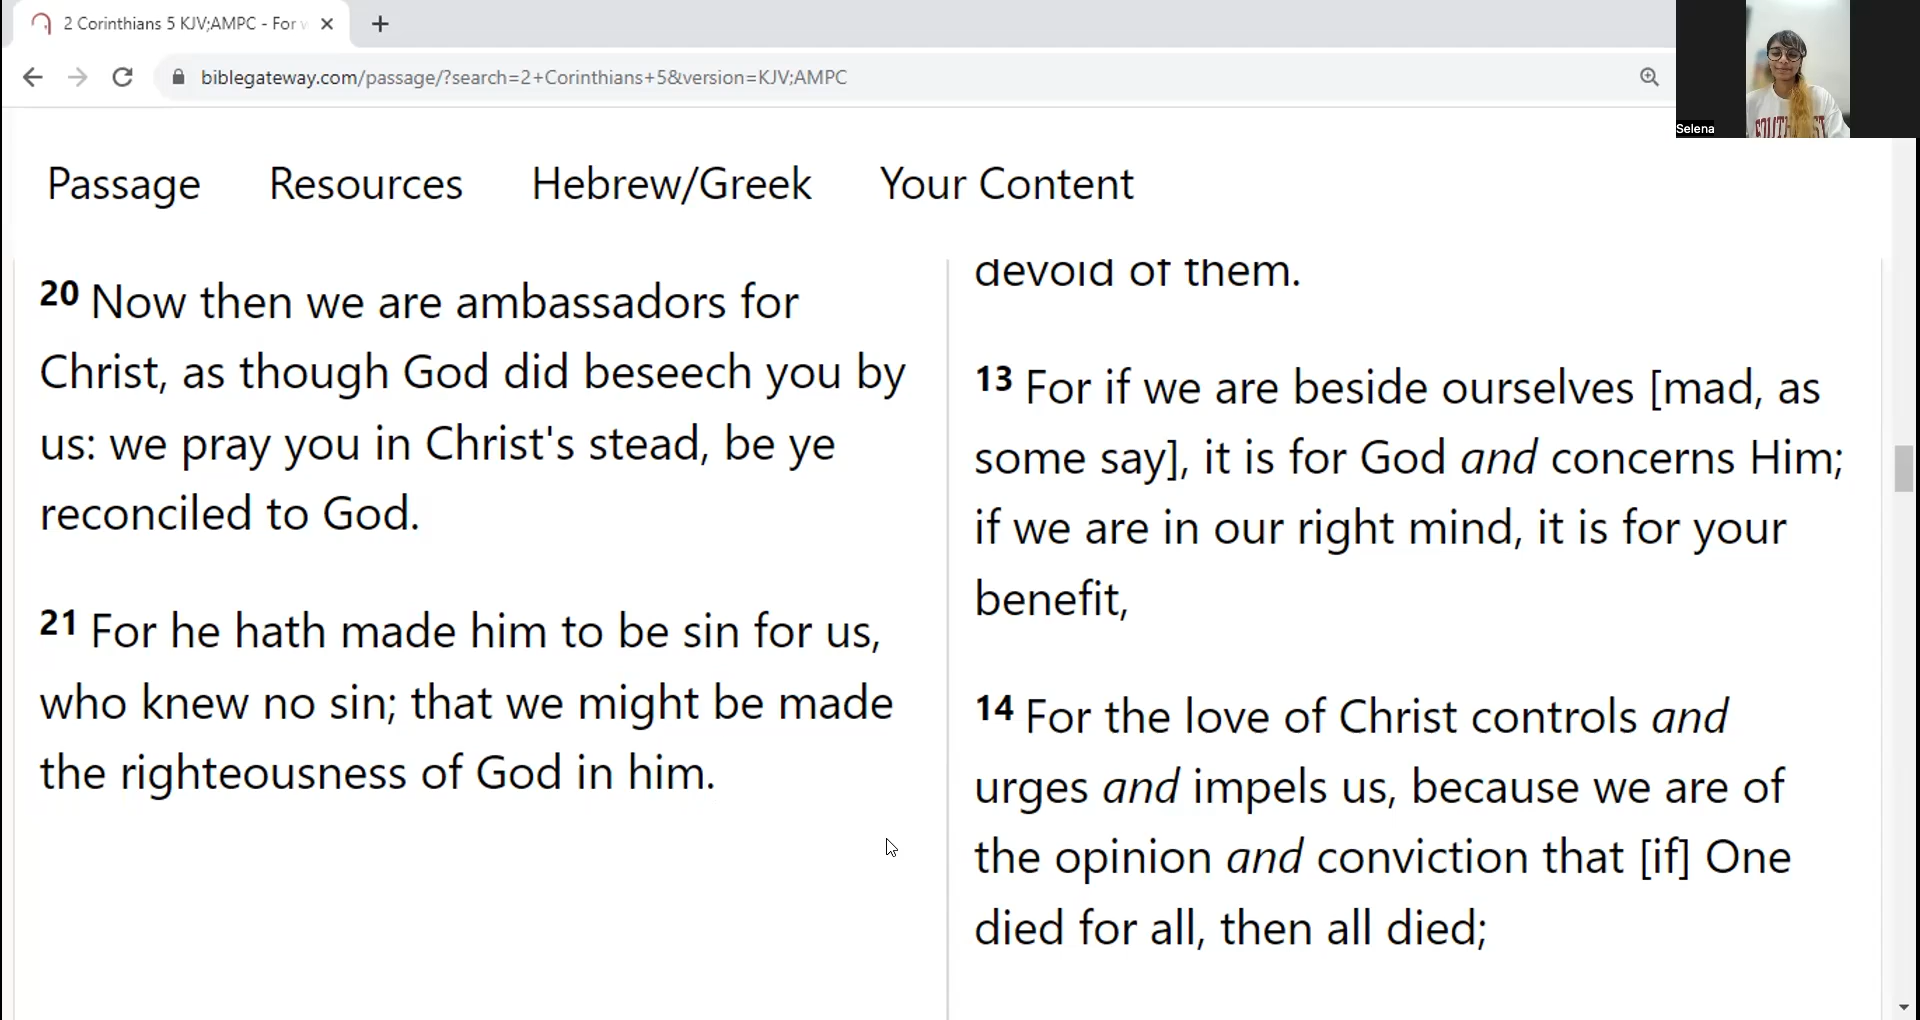 2 Corinthians 5 KJV;AMPC - For w
biblegateway.com/passage/?search=2+Corinthians+5&version=KJV;AMPC
Selena
Passage Resources Hebrew/Greek Your Content
20 Now then we are ambassadors for
Christ, as though God did beseech you by
us: we pray you in Christ's stead, be ye
reconciled to God.
21 For he hath made him to be sin for us,
who knew no sin; that we might be made
the righteousness of God in him.
devoid of them.
13 For if we are beside ourselves [mad, as
some say], it is for God and concerns Him;
if we are in our right mind, it is for your
benefit,
14 For the love of Christ controls and
urges and impels us, because we are of
the opinion and conviction that [if] One
died for all, then all died;